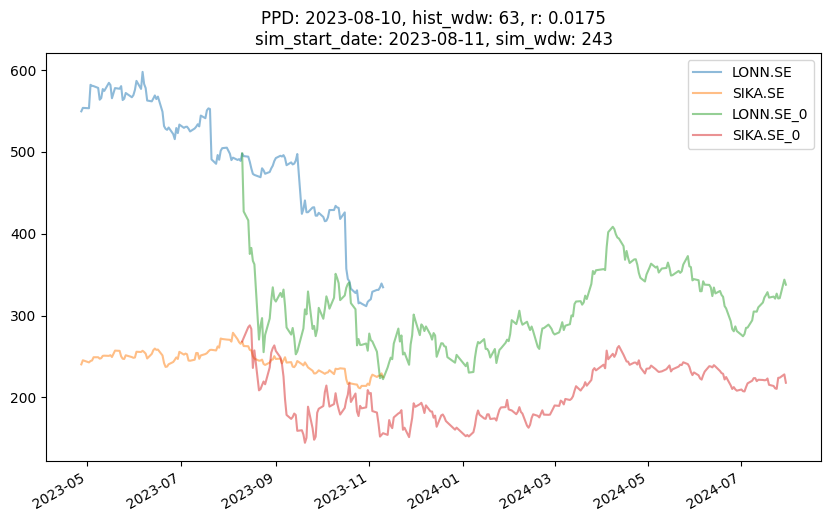 PPD: 2023-08-10, hist_wdw: 63, r: 0.0175
sim_start_date: 2023-08-11, sim_wdw: 243
LONN.SE
SIKA.SE
LONN.SE_0
SIKA.SE_0
600
500
400
300
200
2023-05
2023-07
2023-09
2023-11
2024-01
2024-04
2024-05
2024-07